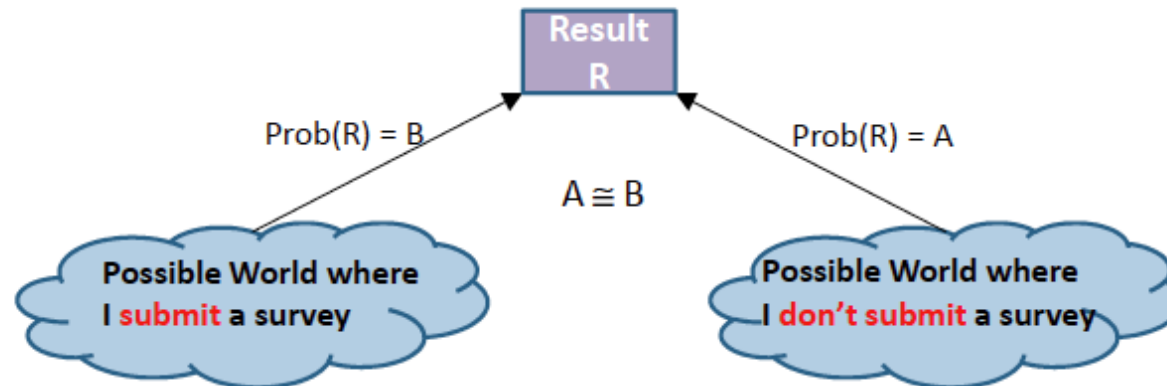 Result
R
Prob(R) = B
Prob(R) = A
A ≅ B
Possible World where
I submit a survey
Possible World where
I don't submit a survey